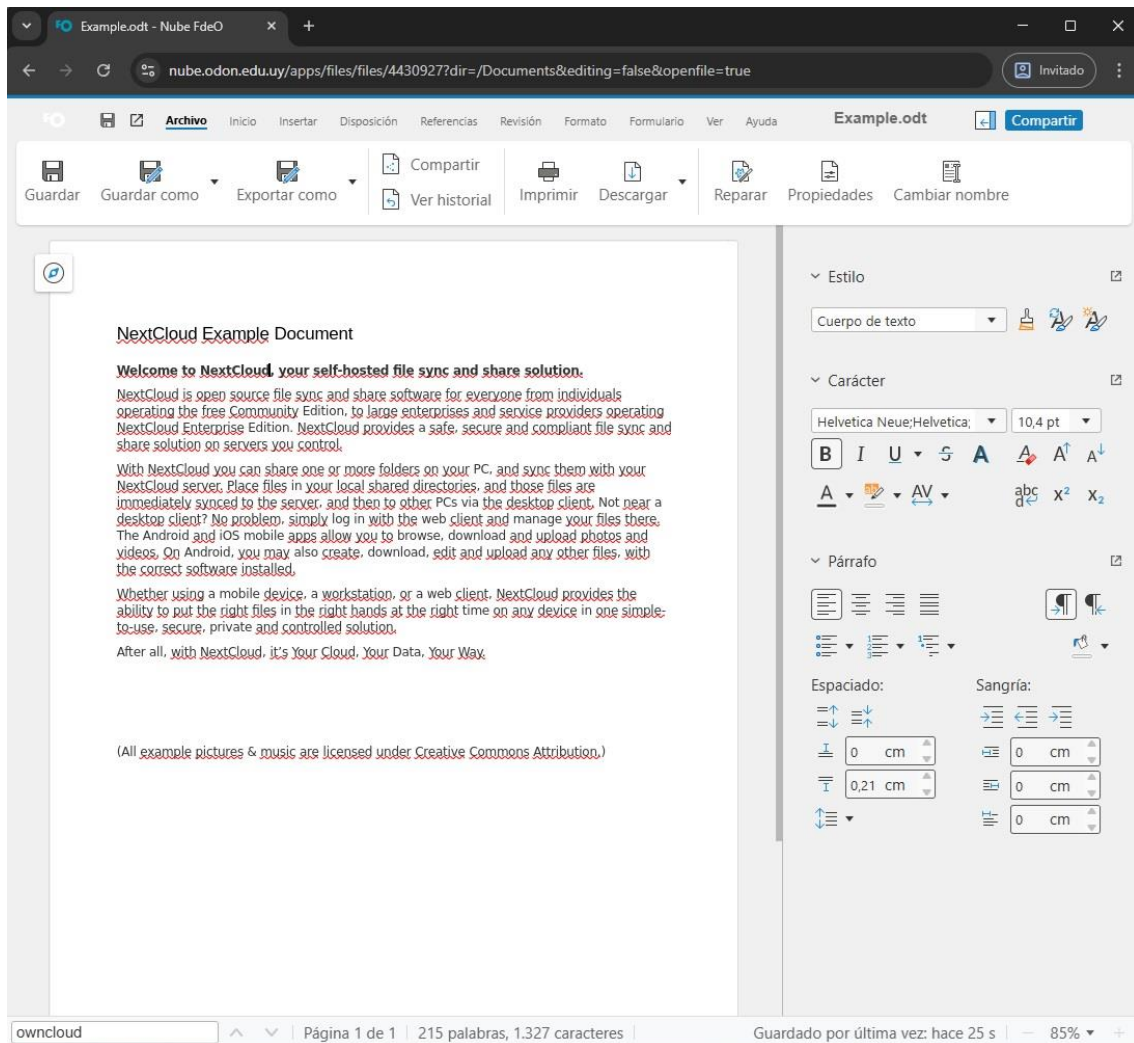 Example.odt - Nube FdeO
nube.odon.edu.uy/apps/files/files/4430927?dir=/Documents&editing=false&openfile=true
Invitado
Archivo Inicio Insertar Disposición Referencias Revisión Formato Formulario Ver Ayuda Example.odt Compartir
Guardar Guardar como Exportar como Compartir Ver historial Imprimir Descargar Reparar Propiedades Cambiar nombre
NextCloud Example Document
Welcome to NextCloud, your self-hosted file sync and share solution.
NextCloud is open source file sync and share software for everyone from individuals
operating the free Community Edition, to large enterprises and service providers operating
NextCloud Enterprise Edition. NextCloud provides a safe, secure and compliant file sync and
share solution on servers you control.
With NextCloud you can share one or more folders on your PC, and sync them with your
NextCloud server. Place files in your local shared directories, and those files are
immediately synced to the server, and then to other PCs via the desktop client. Not near a
desktop client? No problem, simply log in with the web client and manage your files there.
The Android and iOS mobile apps allow you to browse, download and upload photos and
videos. On Android, you may also create, download, edit and upload any other files, with
the correct software installed.
Whether using a mobile device, a workstation, or a web client, NextCloud provides the
ability to put the right files in the right hands at the right time on any device in one simple-
to-use, secure, private and controlled solution.
After all, with NextCloud, it's Your Cloud, Your Data, Your Way.
(All example pictures & music are licensed under Creative Commons Attribution.)
Estilo
Cuerpo de texto
Carácter
Helvetica Neue;Helvetica; 10,4 pt
Párrafo
Espaciado: Sangría:
0 cm 0 cm
0,21 cm 0 cm
0 cm
owncloud Página 1 de 1 215 palabras, 1.327 caracteres Guardado por última vez: hace 25 s 85%